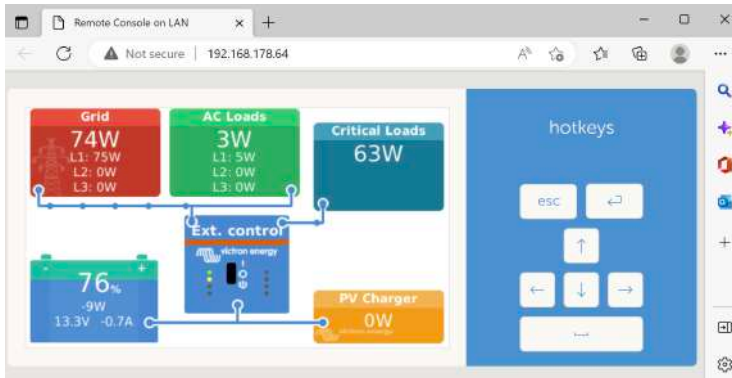 Remote Console on LAN
Not secure | 192.168.178.64
Grid
74W
L1: 75W
L2: 0W
L3: 0W
AC Loads
3W
L1: 5W
L2: 0W
L3: 0W
Critical Loads
63W
Ext. control
victron energy
76%
-9W
13.3V -0.7A
PV Charger
0W
victron energy
hotkeys
esc